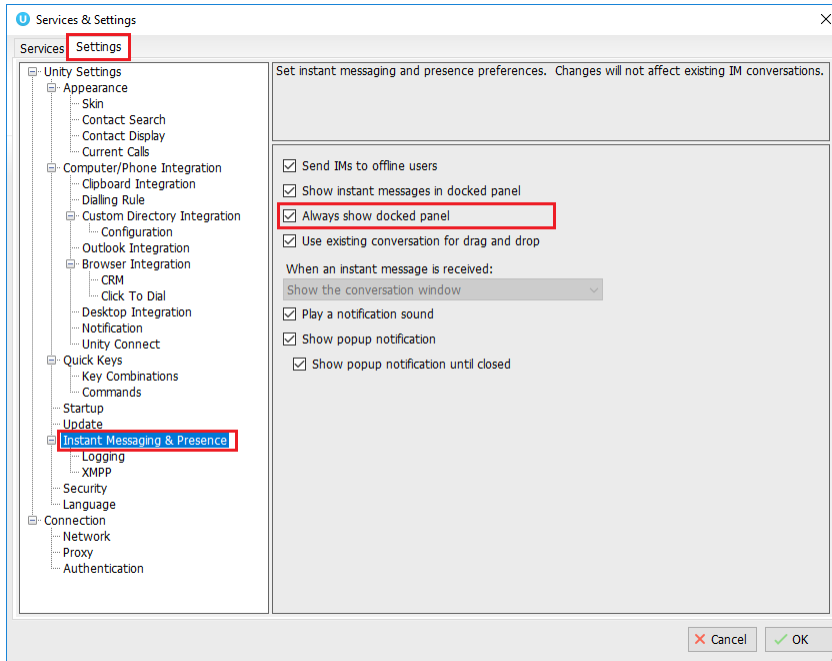 Services & Settings
Services
Settings
Unity Settings
Appearance
Skin
Contact Search
Contact Display
Current Calls
Computer/Phone Integration
Clipboard Integration
Dialling Rule
Custom Directory Integration
Configuration
Outlook Integration
Browser Integration
CRM
Click To Dial
Desktop Integration
Notification
Unity Connect
Quick Keys
Key Combinations
Commands
Startup
Update
Instant Messaging & Presence
Logging
XMPP
Security
Language
Connection
Network
Proxy
Authentication
Set instant messaging and presence preferences.  Changes will not affect existing IM conversations.
Send IMs to offline users
Show instant messages in docked panel
Always show docked panel
Use existing conversation for drag and drop
When an instant message is received:
Show the conversation window
Play a notification sound
Show popup notification
Show popup notification until closed
Cancel
OK